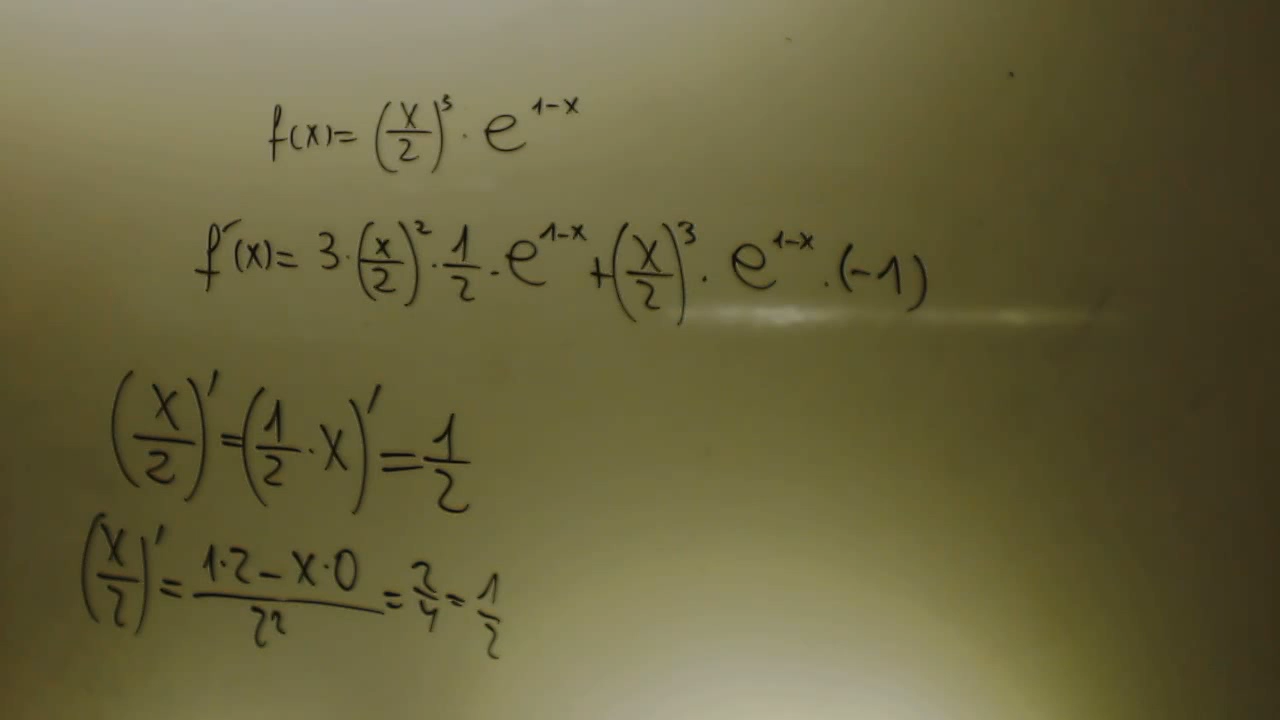 f(x)= (x/2)³ · e^(1-x)
f'(x)= 3·(x/2)² · 1/2 · e^(1-x) + (x/2)³ · e^(1-x) · (-1)
(x/2)' = (1/2 · x)' = 1/2
(x/2)' = (1·2 - x·0)/2² = 2/4 = 1/2